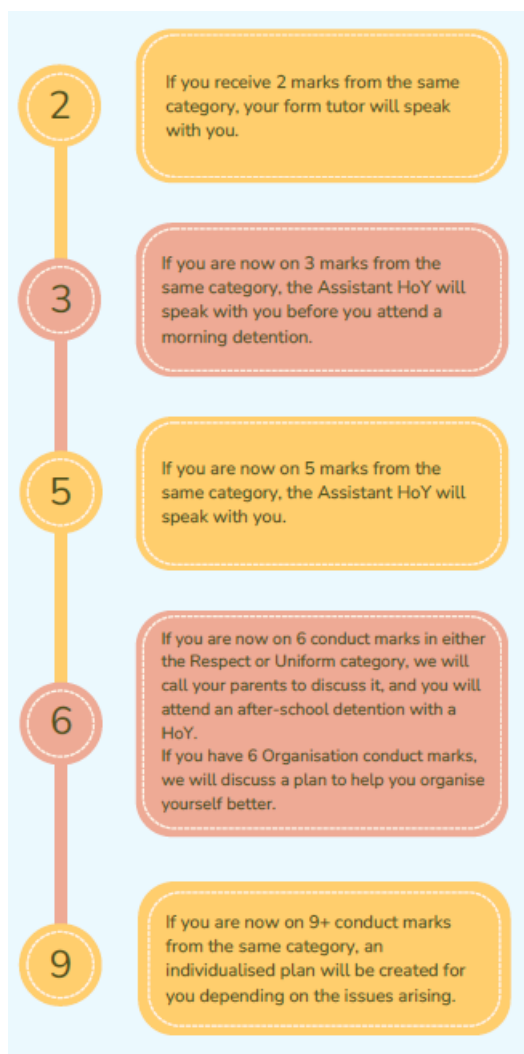 2
If you receive 2 marks from the same
category, your form tutor will speak
with you.
3
If you are now on 3 marks from the
same category, the Assistant HoY will
speak with you before you attend a
morning detention.
5
If you are now on 5 marks from the
same category, the Assistant HoY will
speak with you.
6
If you are now on 6 conduct marks in either
the Respect or Uniform category, we will
call your parents to discuss it, and you will
attend an after-school detention with a
HoY.
If you have 6 Organisation conduct marks,
we will discuss a plan to help you organise
yourself better.
9
If you are now on 9+ conduct marks
from the same category, an
individualised plan will be created for
you depending on the issues arising.